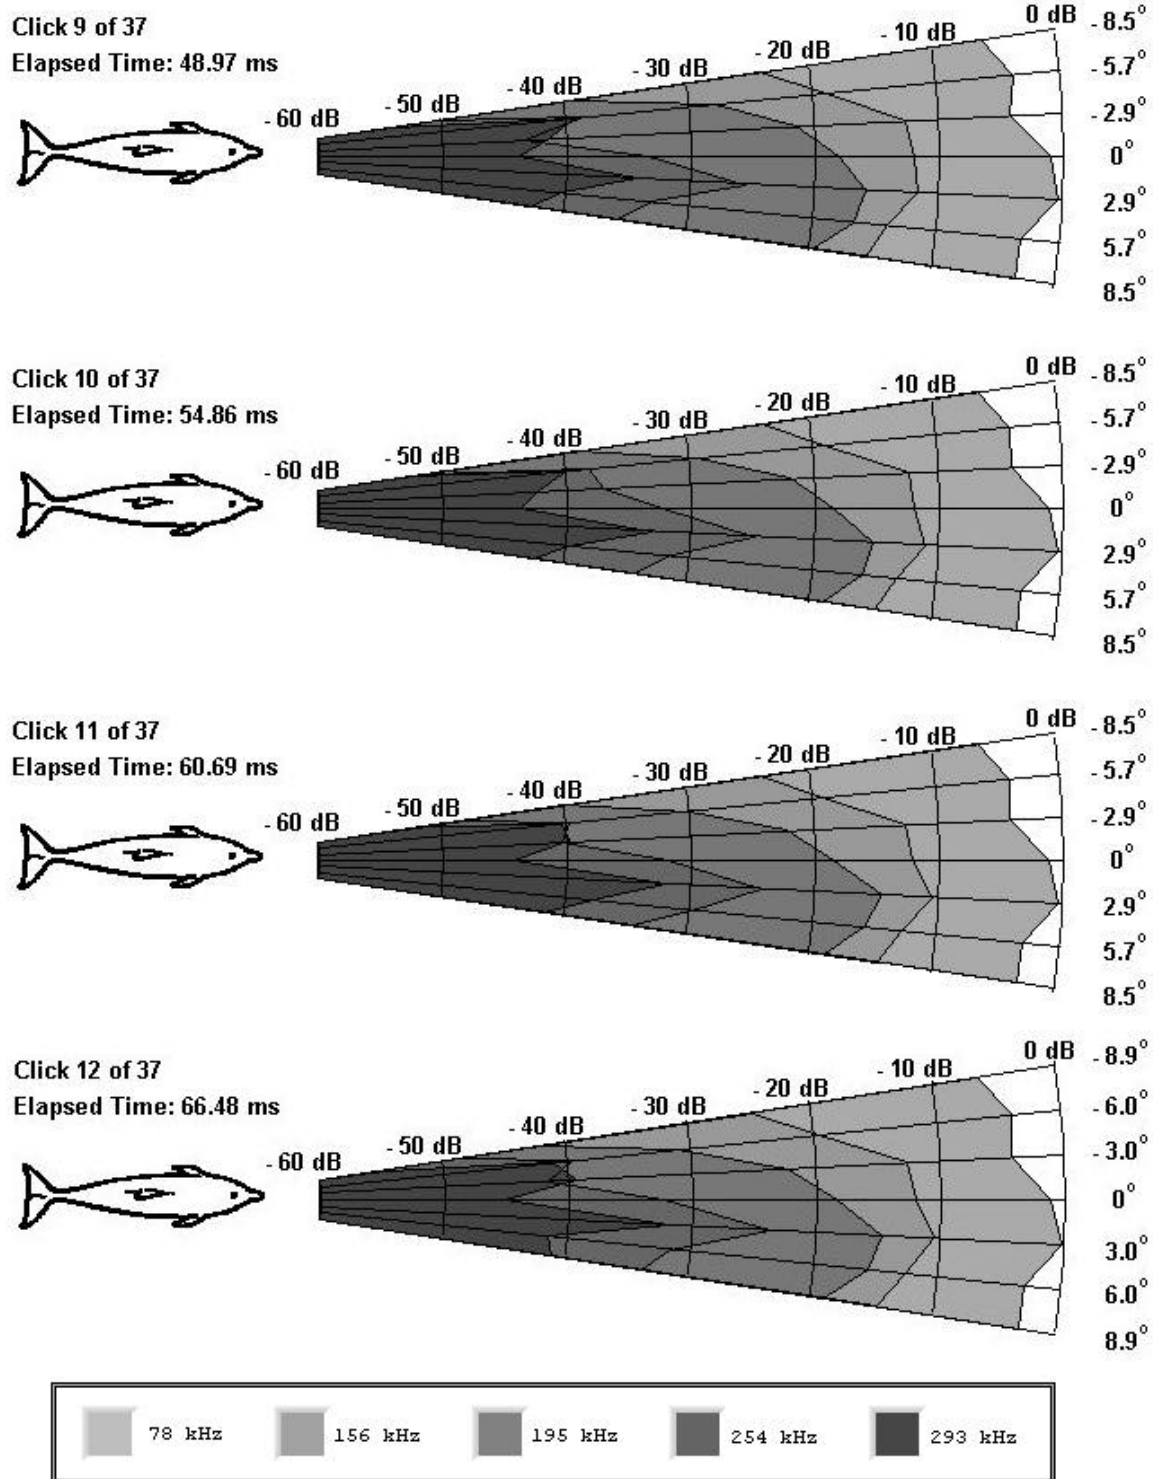 Click 9 of 37
Elapsed Time: 48.97 ms
- 60 dB
- 50 dB
- 40 dB
- 30 dB
- 20 dB
- 10 dB
0 dB
- 8.5°
- 5.7°
- 2.9°
0°
2.9°
5.7°
8.5°
Click 10 of 37
Elapsed Time: 54.86 ms
- 60 dB
- 50 dB
- 40 dB
- 30 dB
- 20 dB
- 10 dB
0 dB
- 8.5°
- 5.7°
- 2.9°
0°
2.9°
5.7°
8.5°
Click 11 of 37
Elapsed Time: 60.69 ms
- 60 dB
- 50 dB
- 40 dB
- 30 dB
- 20 dB
- 10 dB
0 dB
- 8.5°
- 5.7°
- 2.9°
0°
2.9°
5.7°
8.5°
Click 12 of 37
Elapsed Time: 66.48 ms
- 60 dB
- 50 dB
- 40 dB
- 30 dB
- 20 dB
- 10 dB
0 dB
- 8.9°
- 6.0°
- 3.0°
0°
3.0°
6.0°
8.9°
78 kHz 156 kHz 195 kHz 254 kHz 293 kHz